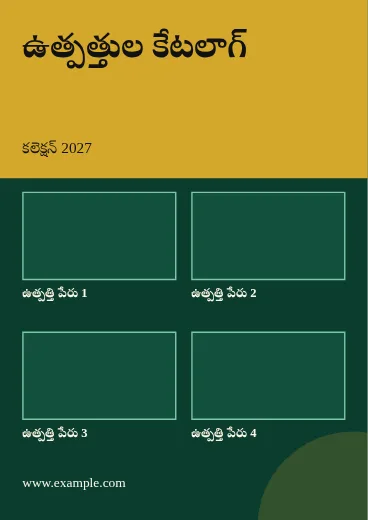 ఉత్పత్తుల కేటలాగ్
కలెక్షన్ 2027
ఉత్పత్తి పేరు 1
ఉత్పత్తి పేరు 2
ఉత్పత్తి పేరు 3
ఉత్పత్తి పేరు 4
www.example.com